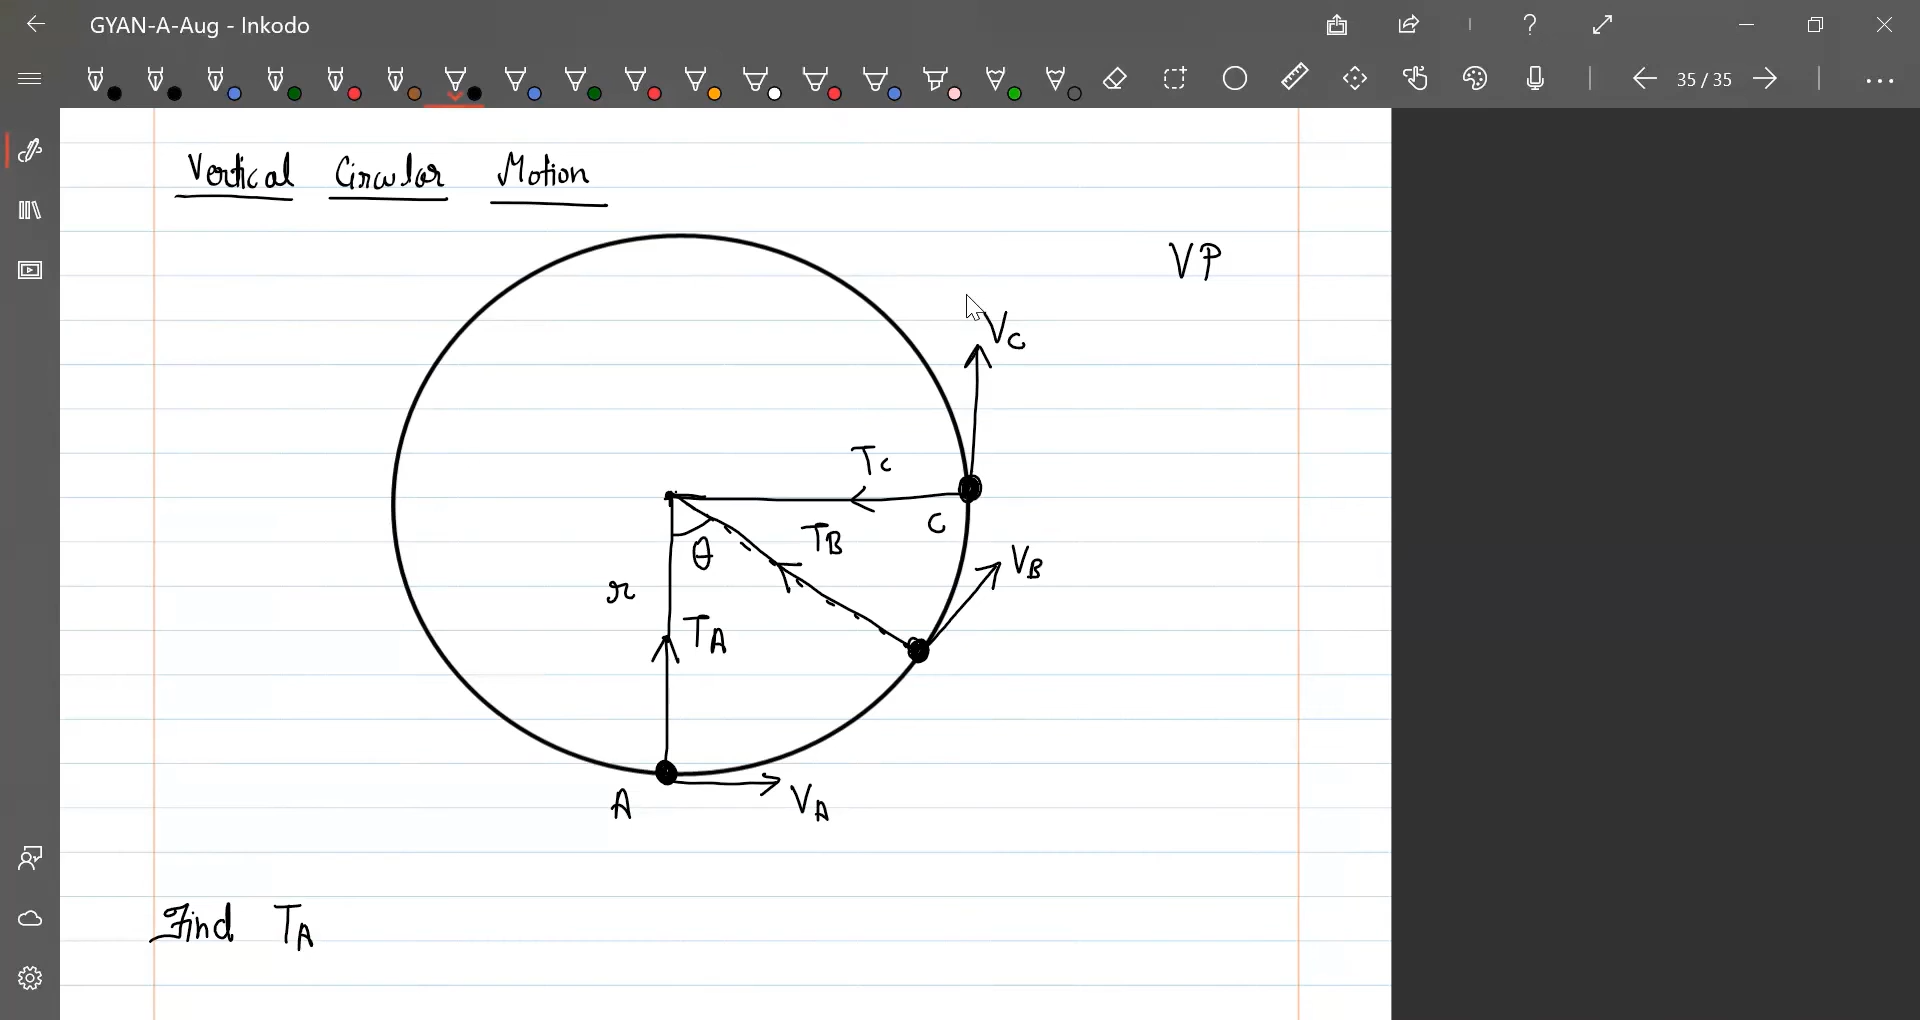 GYAN-A-Aug - Inkodo
35 / 35
Vertical Circular Motion
VP
VC
TC
C
TB
θ
VB
r
TA
A
VA
Find TA